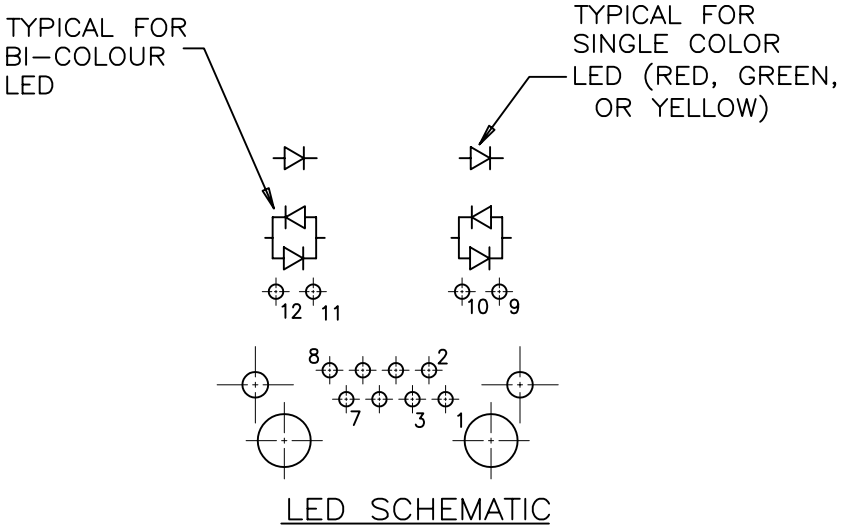 TYPICAL FOR
BI-COLOUR
LED
TYPICAL FOR
SINGLE COLOR
LED (RED, GREEN,
OR YELLOW)
12 11 10 9
8 2
7 3 1
LED SCHEMATIC